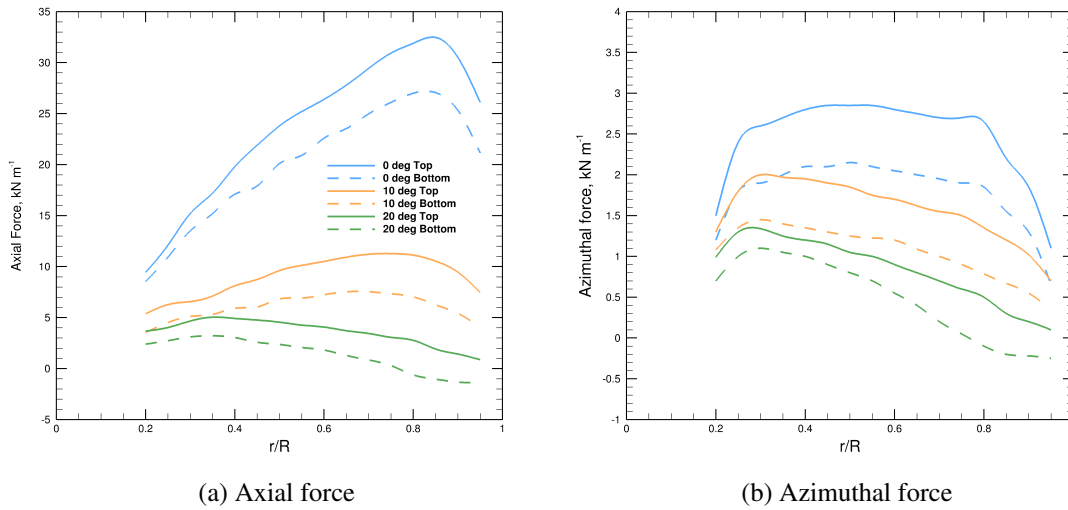 35
30
25
20
15
10
5
0
-5
Axial Force, kN m⁻¹
0 deg Top
0 deg Bottom
10 deg Top
10 deg Bottom
20 deg Top
20 deg Bottom
0
0.2
0.4
0.6
0.8
1
r/R
(a) Axial force
4
3.5
3
2.5
2
1.5
1
0.5
0
-0.5
-1
Azimuthal force, kN m⁻¹
0
0.2
0.4
0.6
0.8
r/R
(b) Azimuthal force